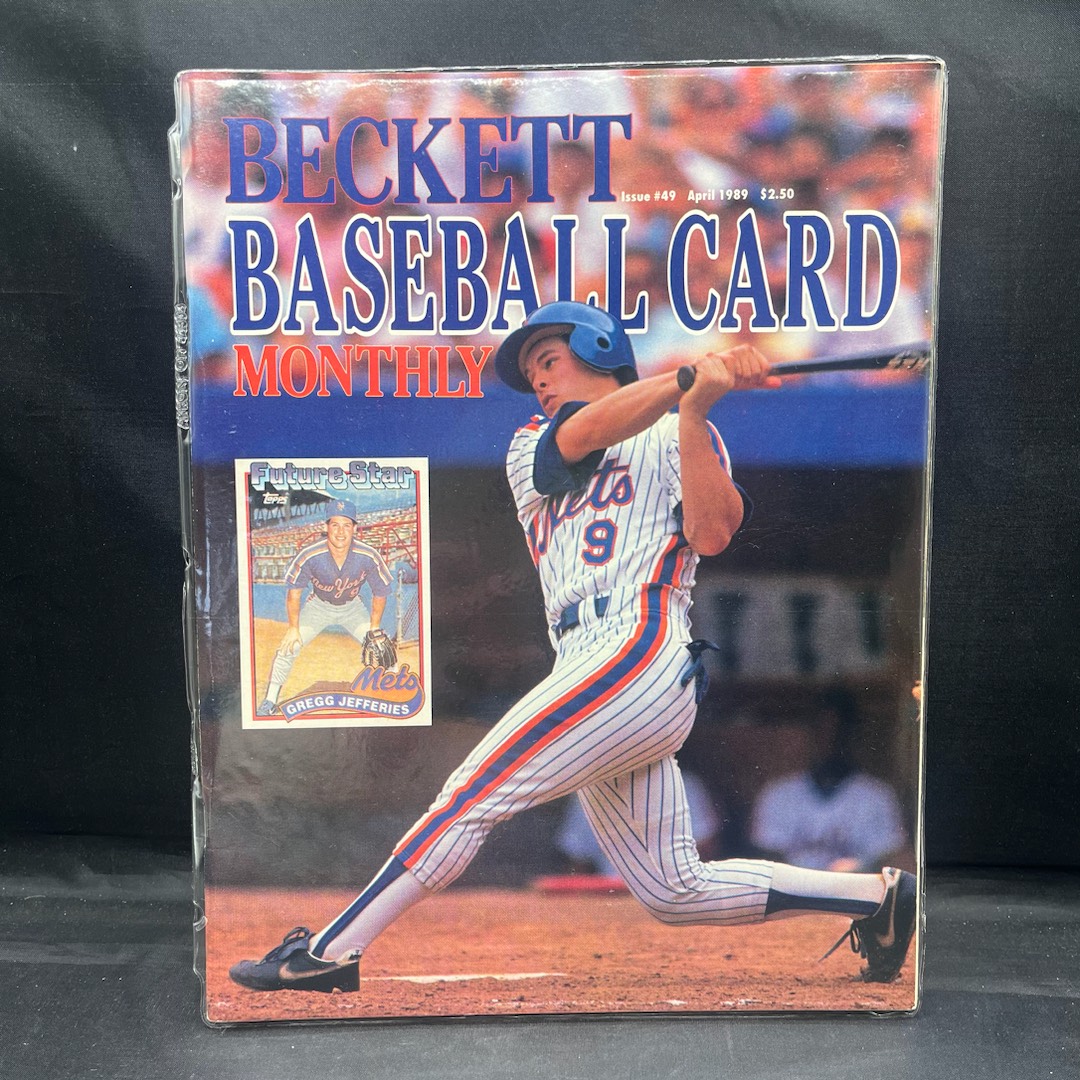 BECKETT
Issue #49 April 1989 $2.50
BASEBALL CARD
MONTHLY
Future Star
Topps
New York
Mets
GREGG JEFFERIES
Mets
9